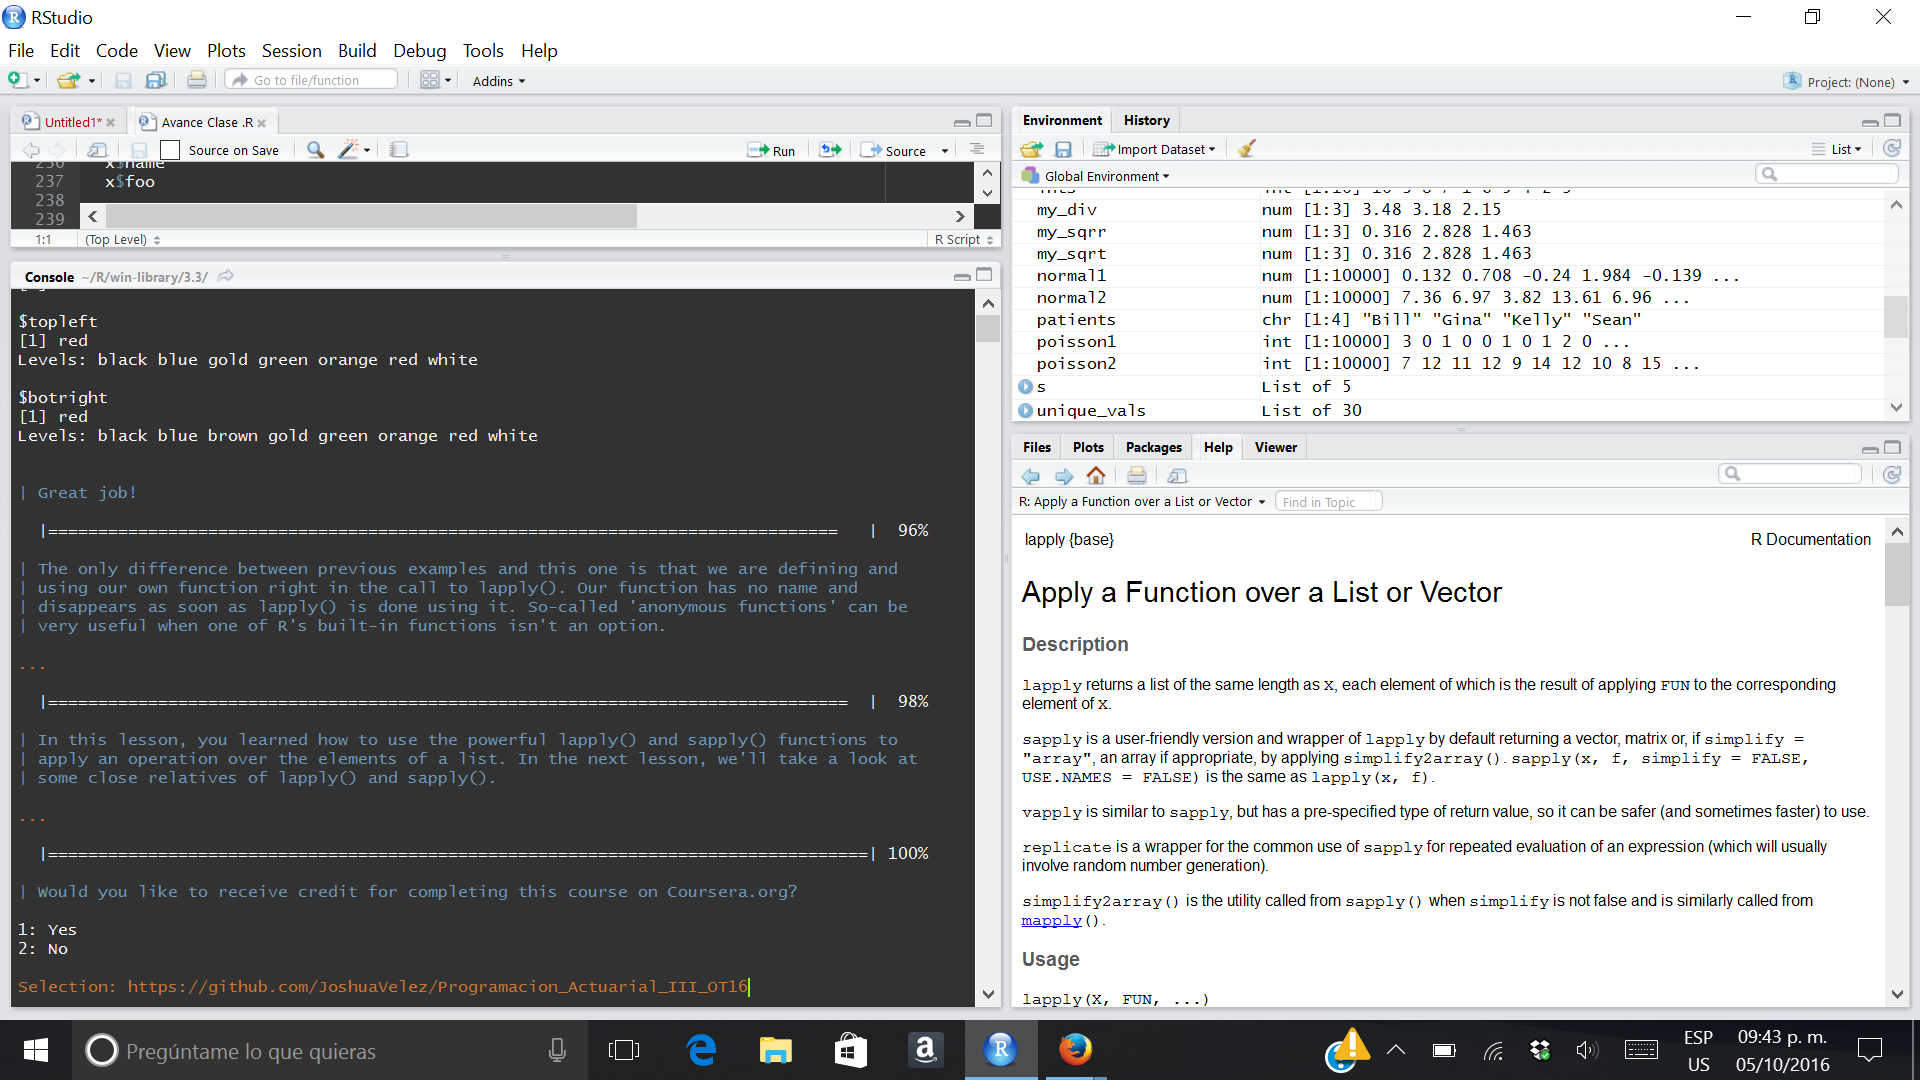 RStudio
File Edit Code View Plots Session Build Debug Tools Help
Go to file/function Addins Project: (None)
Untitled1* Avance Clase .R
Source on Save Run Source
236 x$name
237 x$foo
238
239
1:1 (Top Level) R Script
Console ~/R/win-library/3.3/
$topleft
[1] red
Levels: black blue gold green orange red white
$botright
[1] red
Levels: black blue brown gold green orange red white
| Great job!
|=============================================================================== | 96%
| The only difference between previous examples and this one is that we are defining and
| using our own function right in the call to lapply(). Our function has no name and
| disappears as soon as lapply() is done using it. So-called 'anonymous functions' can be
| very useful when one of R's built-in functions isn't an option.
...
|================================================================================ | 98%
| In this lesson, you learned how to use the powerful lapply() and sapply() functions to
| apply an operation over the elements of a list. In the next lesson, we'll take a look at
| some close relatives of lapply() and sapply().
...
|==================================================================================| 100%
| Would you like to receive credit for completing this course on Coursera.org?
1: Yes
2: No
Selection: https://github.com/JoshuaVelez/Programacion_Actuarial_III_OT16
Environment History
Import Dataset List
Global Environment
my_div num [1:3] 3.48 3.18 2.15
my_sqrr num [1:3] 0.316 2.828 1.463
my_sqrt num [1:3] 0.316 2.828 1.463
normal1 num [1:10000] 0.132 0.708 -0.24 1.984 -0.139 ...
normal2 num [1:10000] 7.36 6.97 3.82 13.61 6.96 ...
patients chr [1:4] "Bill" "Gina" "Kelly" "Sean"
poisson1 int [1:10000] 3 0 1 0 0 1 0 1 2 0 ...
poisson2 int [1:10000] 7 12 11 12 9 14 12 10 8 15 ...
s List of 5
unique_vals List of 30
Files Plots Packages Help Viewer
R: Apply a Function over a List or Vector Find in Topic
lapply {base} R Documentation
Apply a Function over a List or Vector
Description
lapply returns a list of the same length as X, each element of which is the result of applying FUN to the corresponding
element of X.
sapply is a user-friendly version and wrapper of lapply by default returning a vector, matrix or, if simplify =
"array", an array if appropriate, by applying simplify2array(). sapply(x, f, simplify = FALSE,
USE.NAMES = FALSE) is the same as lapply(x, f).
vapply is similar to sapply, but has a pre-specified type of return value, so it can be safer (and sometimes faster) to use.
replicate is a wrapper for the common use of sapply for repeated evaluation of an expression (which will usually
involve random number generation).
simplify2array() is the utility called from sapply() when simplify is not false and is similarly called from
mapply().
Usage
lapply(X, FUN, ...)
Pregúntame lo que quieras
ESP 09:43 p. m.
US 05/10/2016